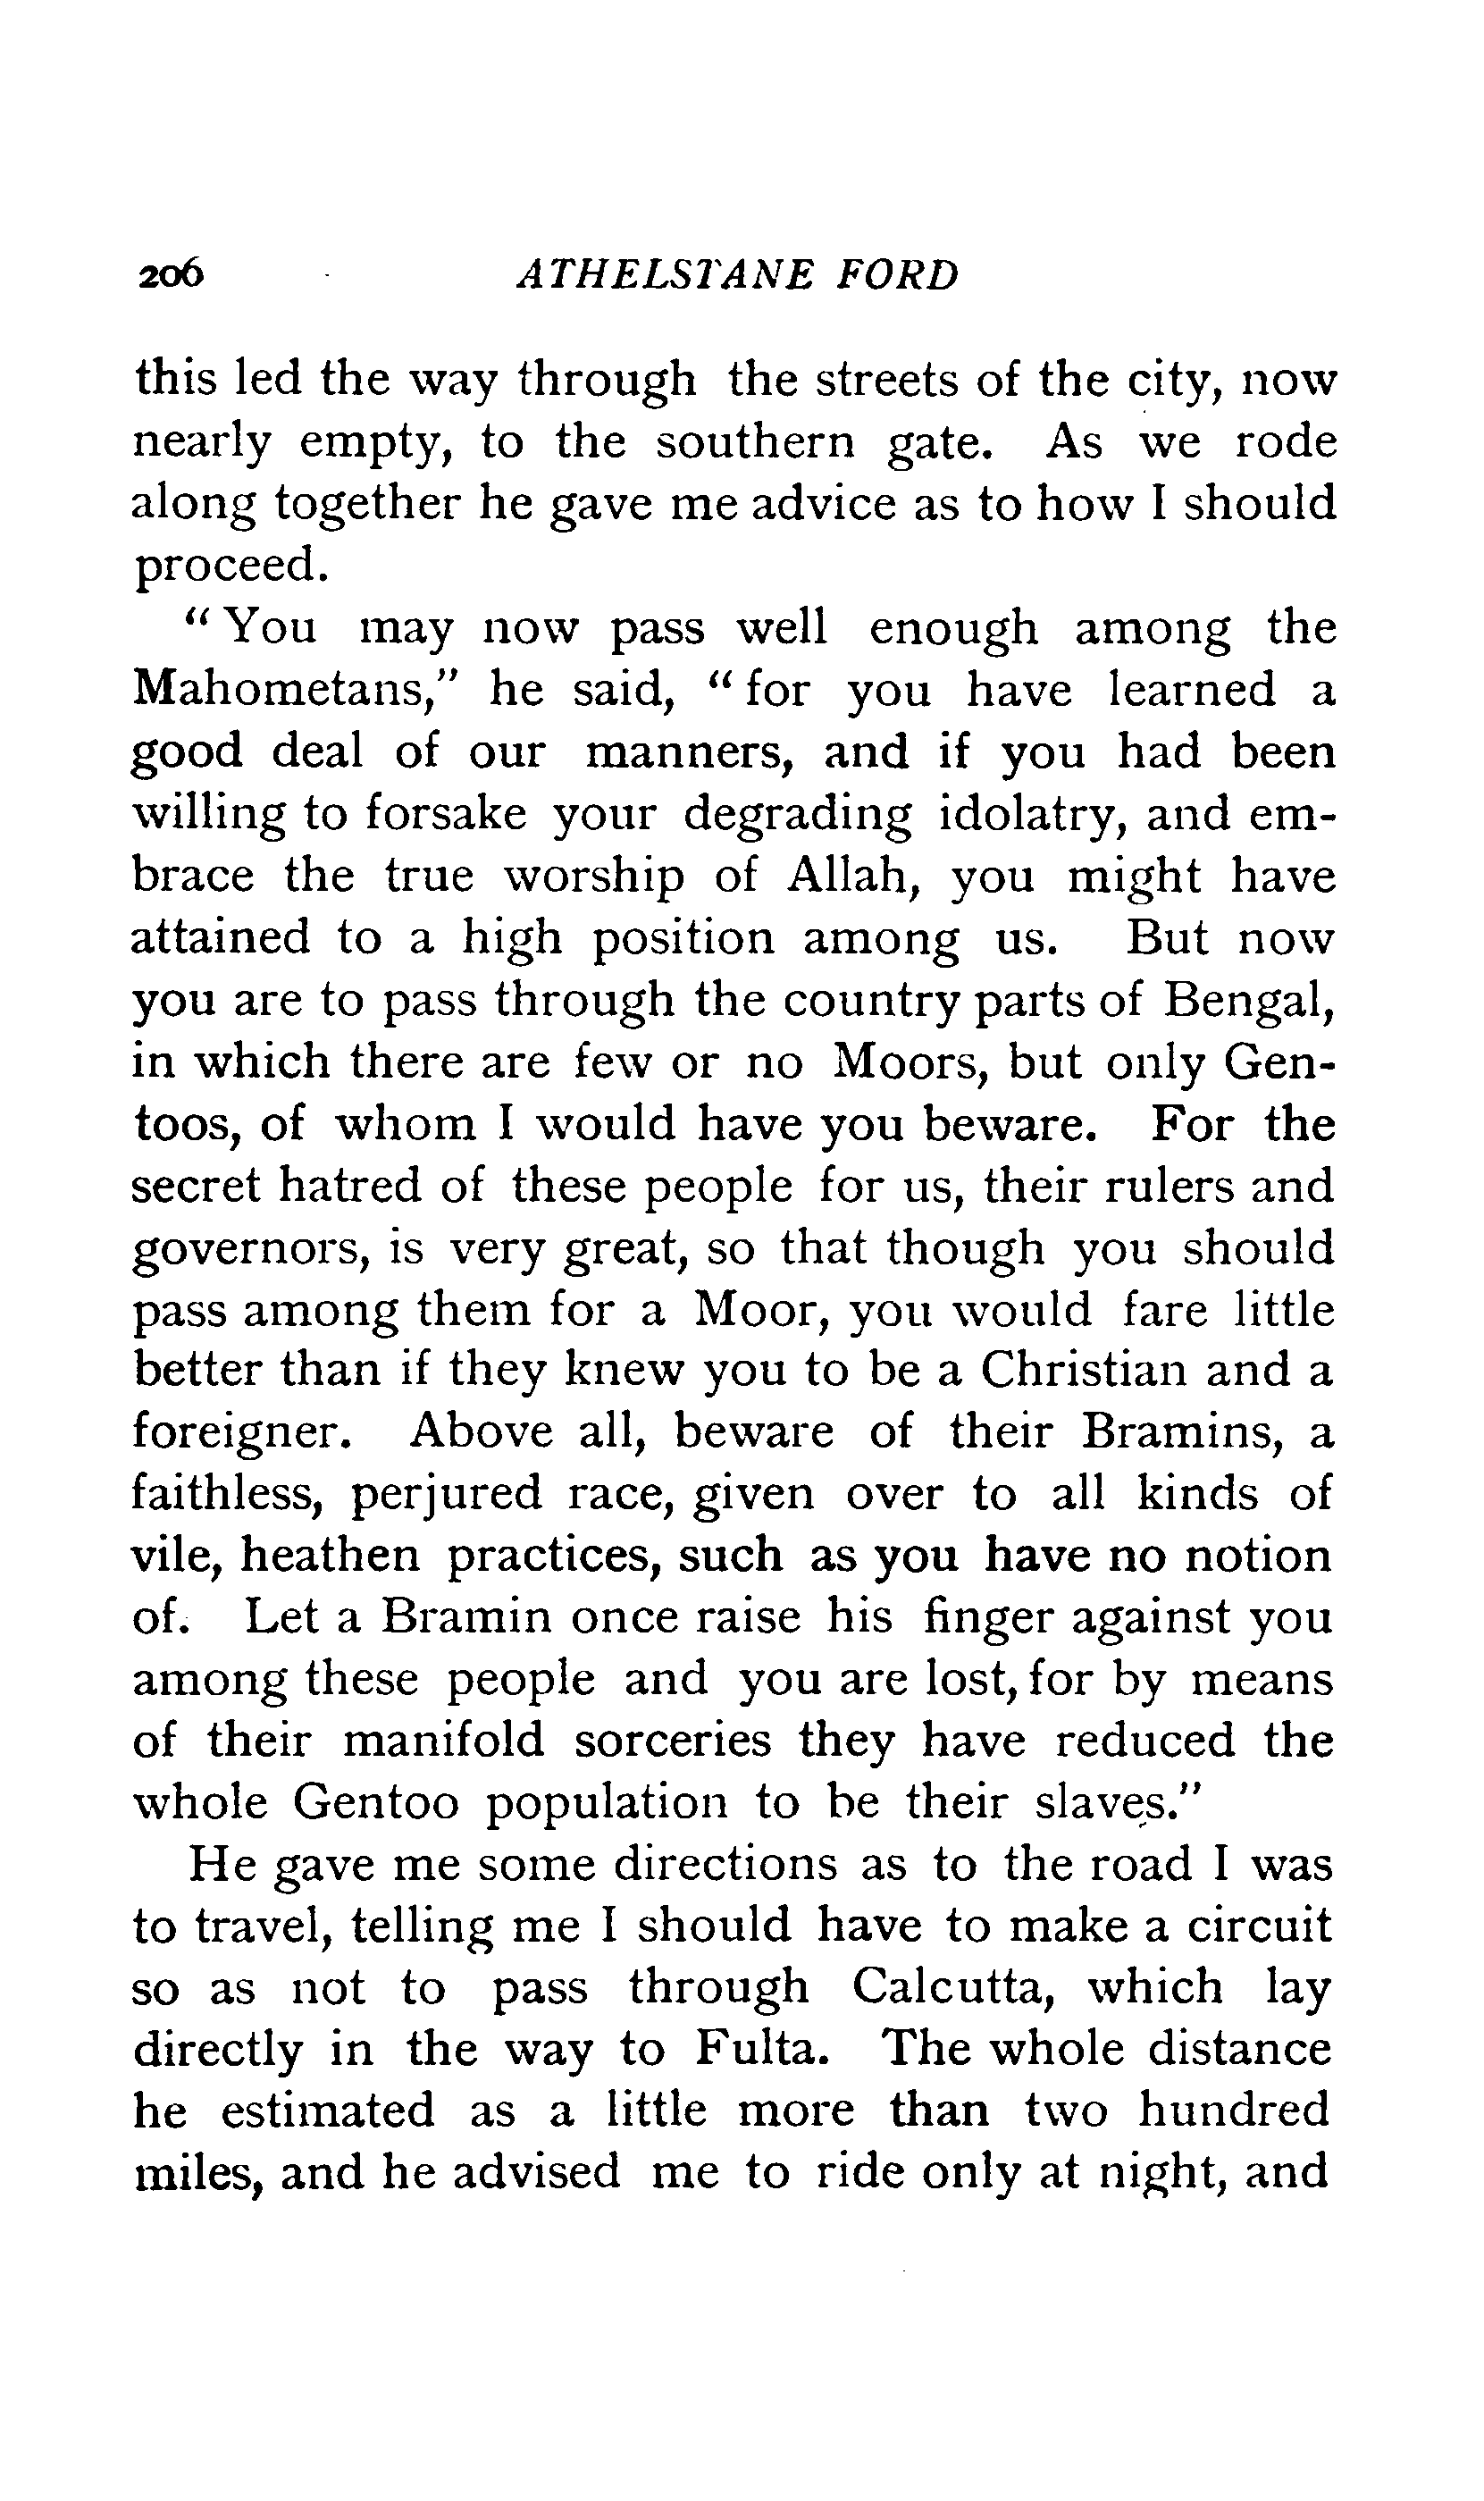 206 ATHELSTANE FORD
this led the way through the streets of the city, now
nearly empty, to the southern gate. As we rode
along together he gave me advice as to how I should
proceed.
"You may now pass well enough among the
Mahometans," he said, "for you have learned a
good deal of our manners, and if you had been
willing to forsake your degrading idolatry, and em-
brace the true worship of Allah, you might have
attained to a high position among us. But now
you are to pass through the country parts of Bengal,
in which there are few or no Moors, but only Gen-
toos, of whom I would have you beware. For the
secret hatred of these people for us, their rulers and
governors, is very great, so that though you should
pass among them for a Moor, you would fare little
better than if they knew you to be a Christian and a
foreigner. Above all, beware of their Bramins, a
faithless, perjured race, given over to all kinds of
vile, heathen practices, such as you have no notion
of. Let a Bramin once raise his finger against you
among these people and you are lost, for by means
of their manifold sorceries they have reduced the
whole Gentoo population to be their slaves."
He gave me some directions as to the road I was
to travel, telling me I should have to make a circuit
so as not to pass through Calcutta, which lay
directly in the way to Fulta. The whole distance
he estimated as a little more than two hundred
miles, and he advised me to ride only at night, and